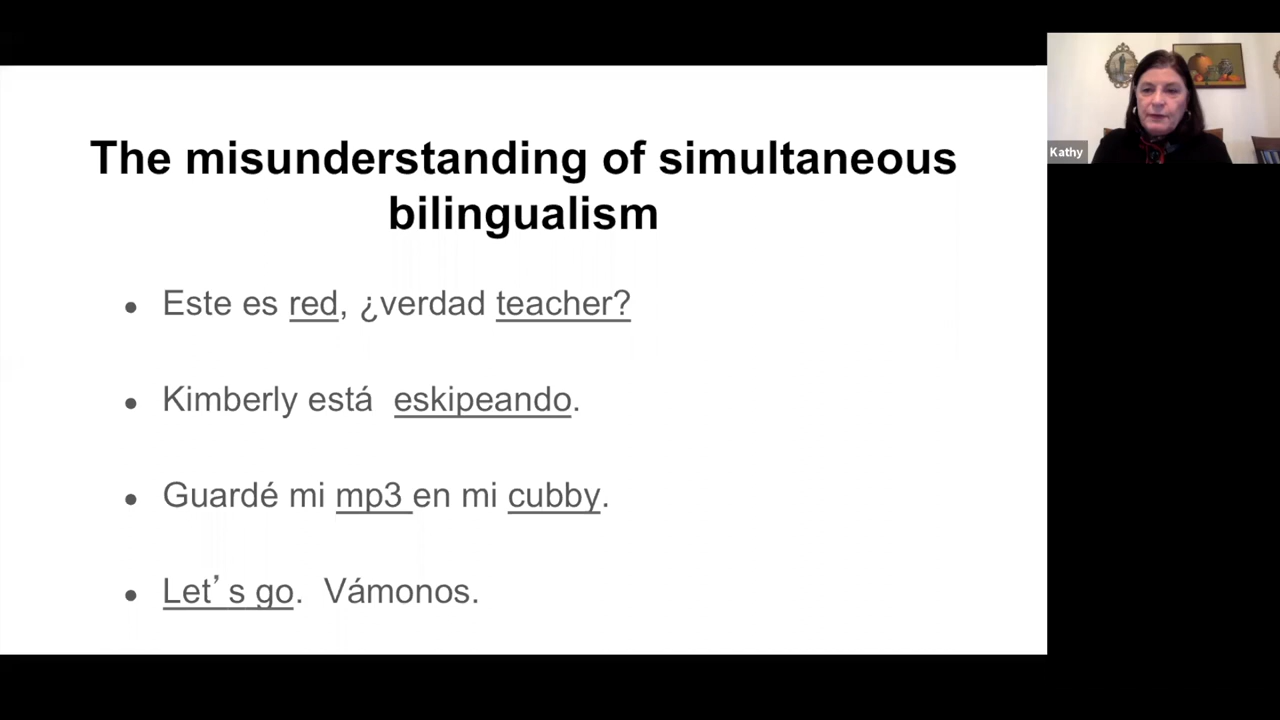 The misunderstanding of simultaneous
bilingualism
• Este es red, ¿verdad teacher?
• Kimberly está eskipeando.
• Guardé mi mp3 en mi cubby.
• Let’s go. Vámonos.
Kathy